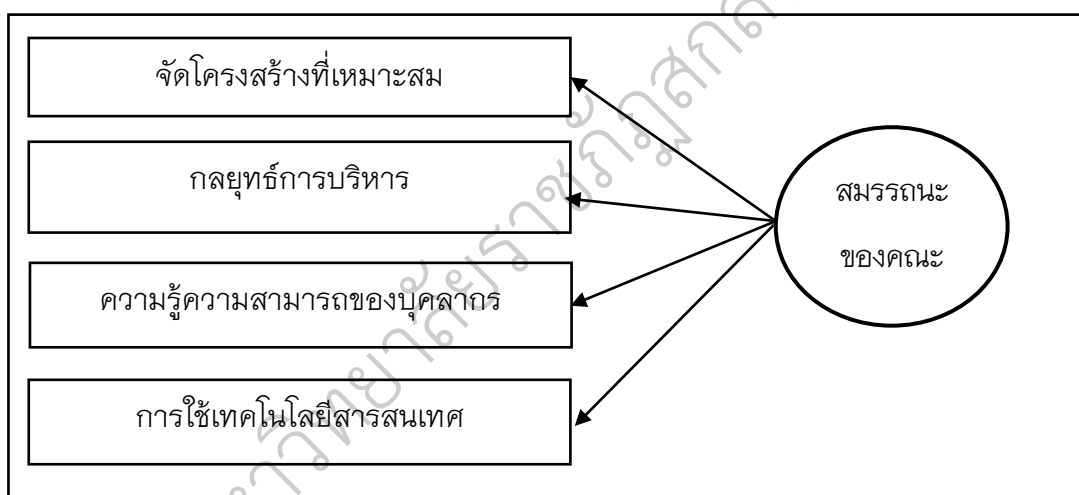 จัดโครงสร้างที่เหมาะสม
กลยุทธ์การบริหาร
ความรู้ความสามารถของบุคลากร
การใช้เทคโนโลยีสารสนเทศ
สมรรถนะ
ของคณะ